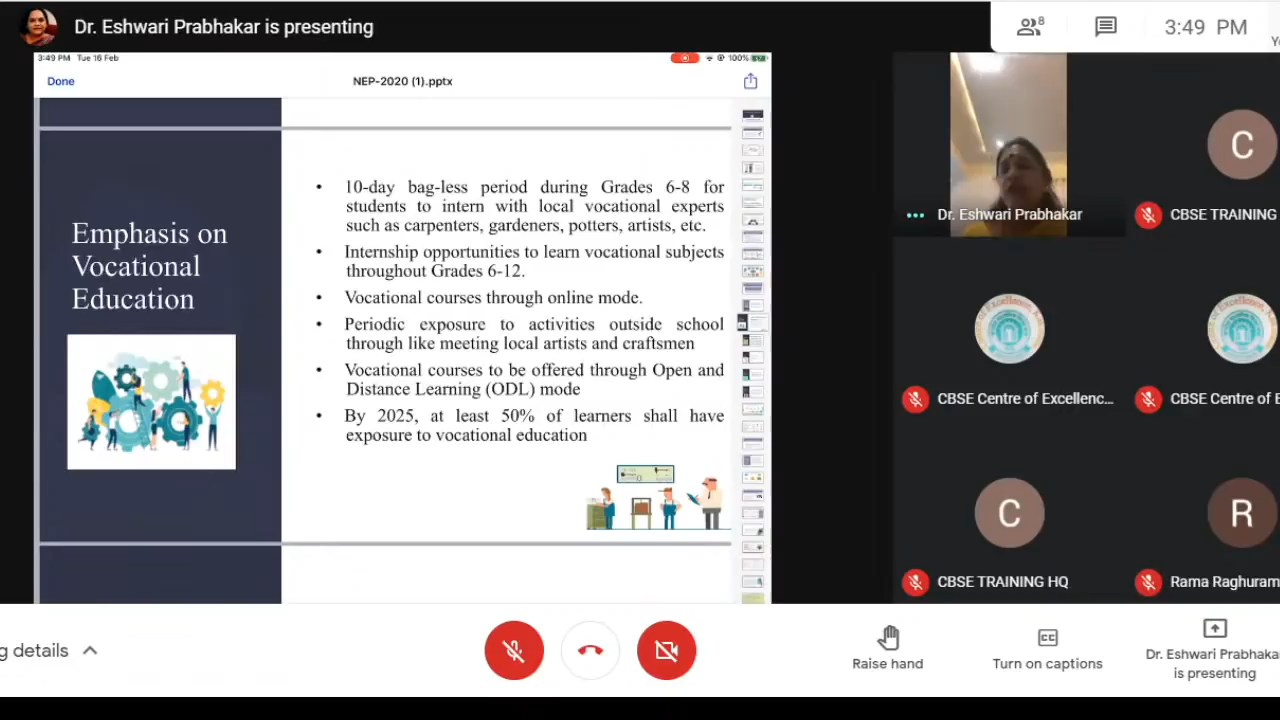 Dr. Eshwari Prabhakar is presenting
8
3:49 PM
3:49 PM Tue 16 Feb
100%
Done
NEP-2020 (1).pptx
Empasis on
Vocational
Education
• 10-day bag-less period during Grades 6-8 for
students to intern with local vocational experts
such as carpenters, gardeners, potters, artists, etc.
• Internship opportunities to learn vocational subjects
throughout Grades 6-12.
• Vocational courses through online mode.
• Periodic exposure to activities outside school
through like meeting local artists and craftsmen
• Vocational courses to be offered through Open and
Distance Learning (ODL) mode
• By 2025, at least 50% of learners shall have
exposure to vocational education
Dr. Eshwari Prabhakar
C
CBSE TRAINING
CBSE Centre of Excellenc...
CBSE Centre of E
C
CBSE TRAINING HQ
R
Rama Raghuram
g details
Raise hand
CC
Turn on captions
Dr. Eshwari Prabhaka
is presenting